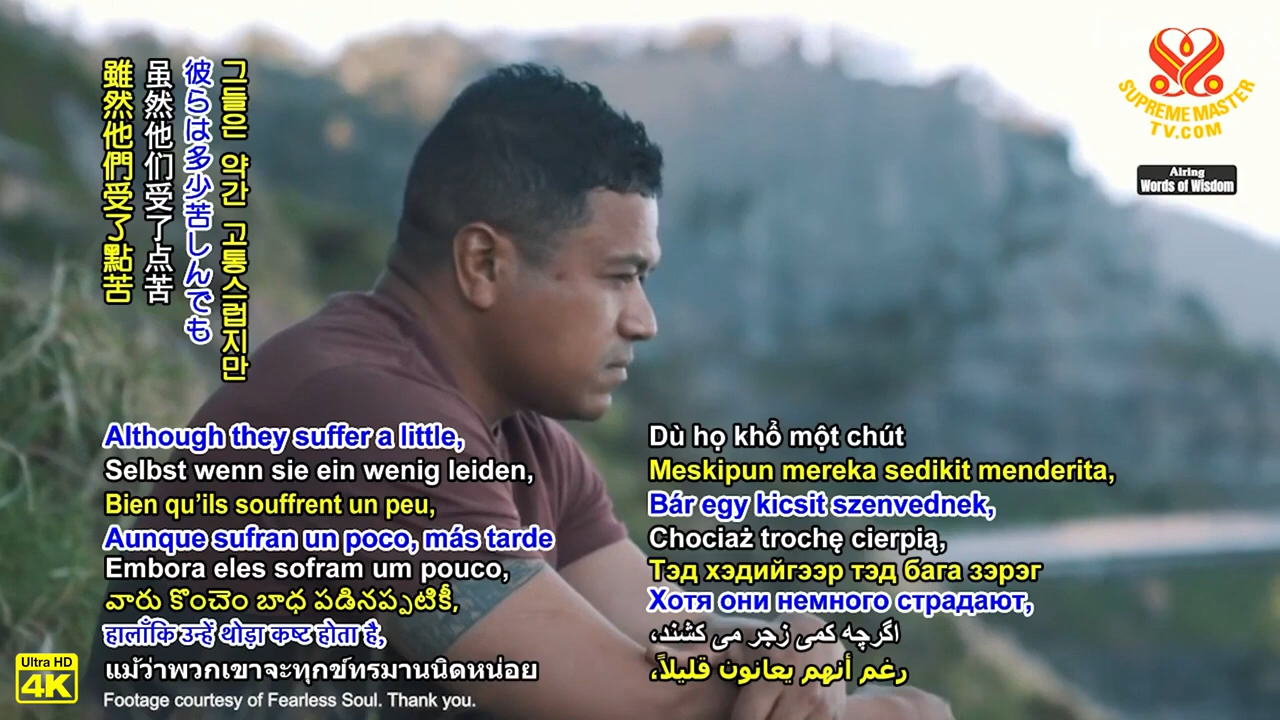 雖然他們受了點苦
虽然他们受了点苦
彼らは多少苦しんでも
그들은 약간 고통스럽지만
SUPREME MASTER
TV.COM
Airing
Words of Wisdom
Although they suffer a little,
Selbst wenn sie ein wenig leiden,
Bien qu’ils souffrent un peu,
Aunque sufran un poco, más tarde
Embora eles sofram um pouco,
వారు కొంచెం బాధ పడినప్పటికీ,
हालाँकि उन्हें थोड़ा कष्ट होता है,
แม้ว่าพวกเขาจะทุกข์ทรมานนิดหน่อย
Dù họ khổ một chút
Meskipun mereka sedikit menderita,
Bár egy kicsit szenvednek,
Chociaż trochę cierpią,
Тэд хэдийгээр тэд бага зэрэг
Хотя они немного страдают,
اگرچه کمی زجر می کشند،
رغم أنهم يعانون قليلاً،
Ultra HD
4K
Footage courtesy of Fearless Soul. Thank you.